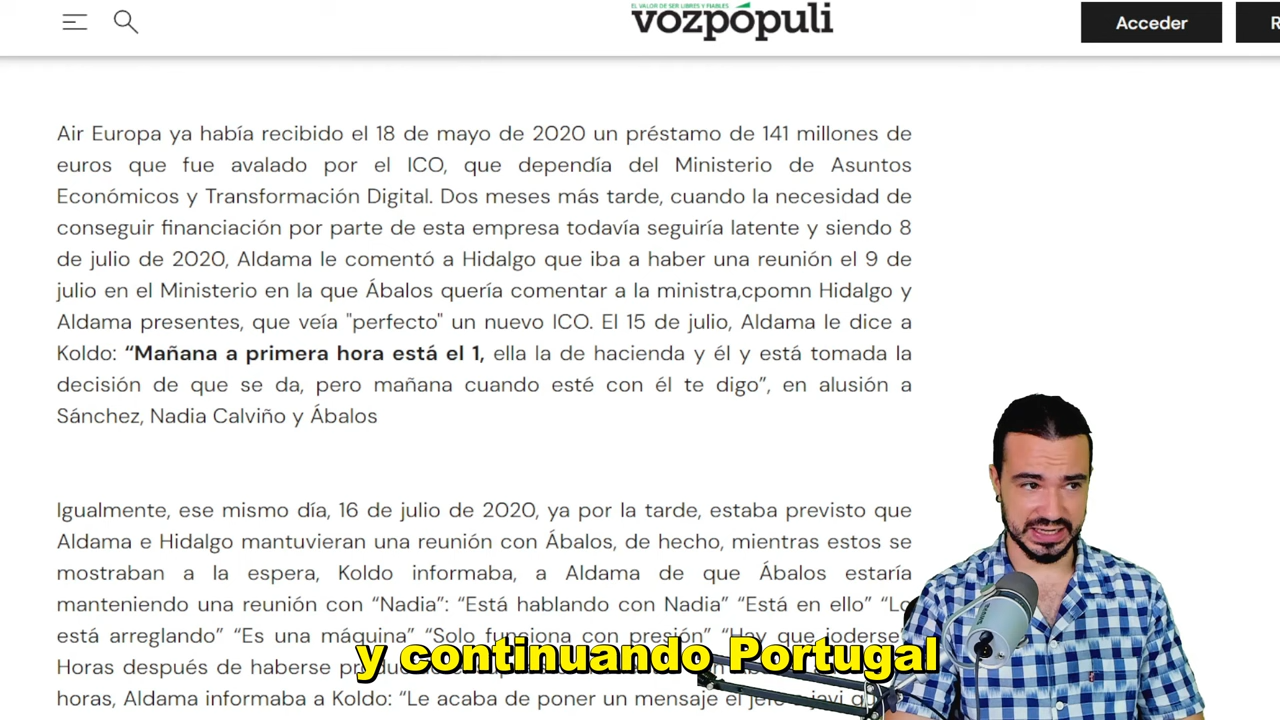 EL VALOR DE SER LIBRES Y FIABLES
vozpópuli
Acceder
R
Air Europa ya había recibido el 18 de mayo de 2020 un préstamo de 141 millones de
euros que fue avalado por el ICO, que dependía del Ministerio de Asuntos
Económicos y Transformación Digital. Dos meses más tarde, cuando la necesidad de
conseguir financiación por parte de esta empresa todavía seguiría latente y siendo 8
de julio de 2020, Aldama le comentó a Hidalgo que iba a haber una reunión el 9 de
julio en el Ministerio en la que Ábalos quería comentar a la ministra,cpomn Hidalgo y
Aldama presentes, que veía "perfecto" un nuevo ICO. El 15 de julio, Aldama le dice a
Koldo: “Mañana a primera hora está el 1, ella la de hacienda y él y está tomada la
decisión de que se da, pero mañana cuando esté con él te digo”, en alusión a
Sánchez, Nadia Calviño y Ábalos
Igualmente, ese mismo día, 16 de julio de 2020, ya por la tarde, estaba previsto que
Aldama e Hidalgo mantuvieran una reunión con Ábalos, de hecho, mientras estos se
mostraban a la espera, Koldo informaba, a Aldama de que Ábalos estaría
manteniendo una reunión con “Nadia”: “Está hablando con Nadia” “Está en ello” “Lo
está arreglando” “Es una máquina” “Solo funciona con presión” “Hay que joderse”
Horas después de haberse
horas, Aldama informaba a Koldo: “Le acaba de poner un mensaje el jefe a javi
y continuando Portugal